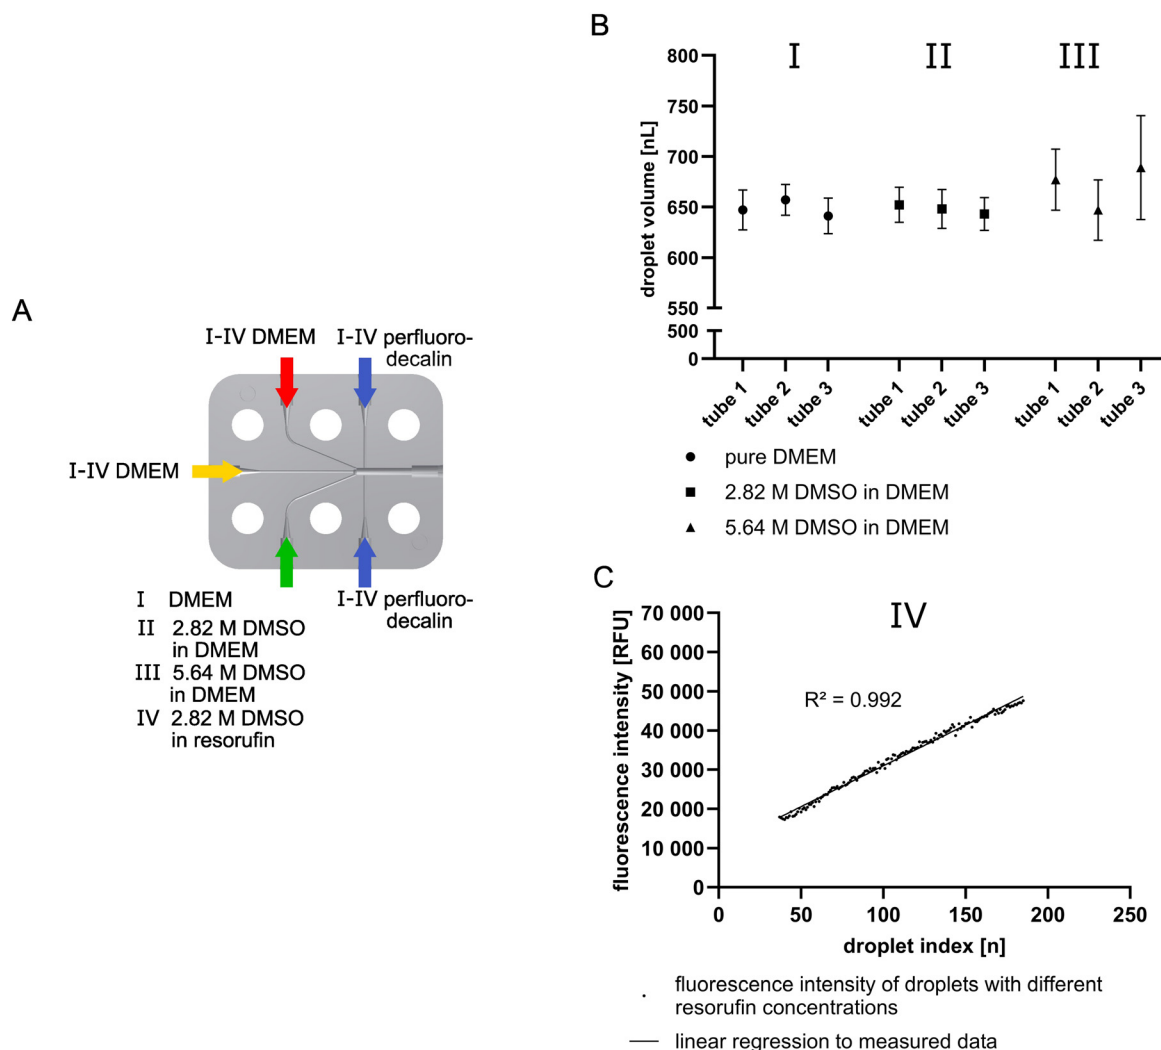 A
I-IV DMEM
I-IV perfluoro-
decalin
I-IV DMEM
I-IV perfluoro-
decalin
I DMEM
II 2.82 M DMSO
in DMEM
III 5.64 M DMSO
in DMEM
IV 2.82 M DMSO
in resorufin
B
I II III
droplet volume [nL]
800
750
700
650
600
550
500
0
tube 1
tube 2
tube 3
tube 1
tube 2
tube 3
tube 1
tube 2
tube 3
pure DMEM
2.82 M DMSO in DMEM
5.64 M DMSO in DMEM
C
IV
fluorescence intensity [RFU]
70 000
60 000
50 000
40 000
30 000
20 000
10 000
0
R² = 0.992
0 50 100 150 200 250
droplet index [n]
fluorescence intensity of droplets with different
resorufin concentrations
linear regression to measured data